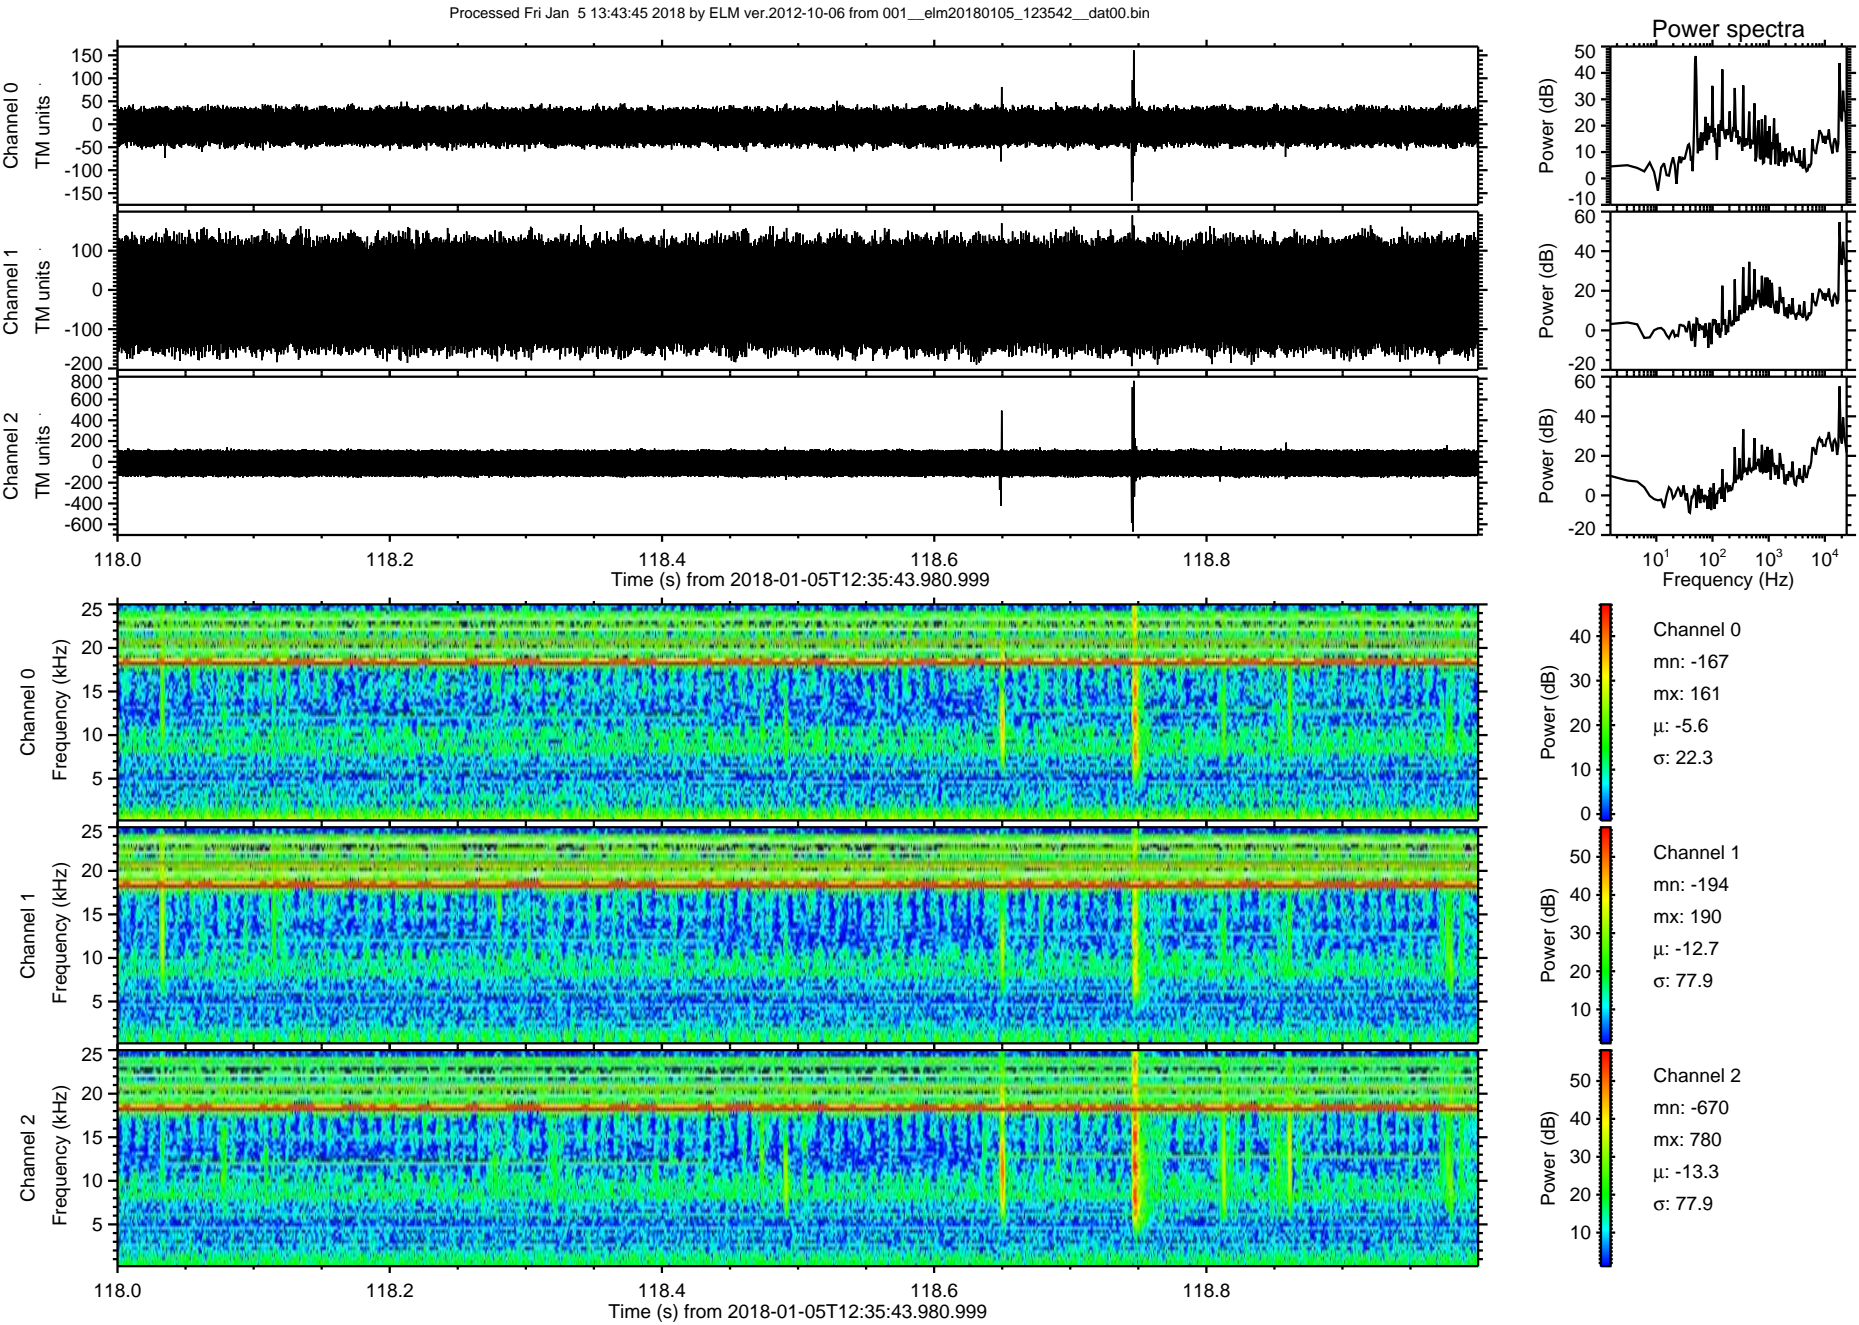 Processed Fri Jan  5 13:43:45 2018 by ELM ver.2012-10-06 from 001__elm20180105_123542__dat00.bin
Power spectra
Channel 0
TM units
150
100
50
0
-50
-100
-150
Power (dB)
50
40
30
20
10
0
-10
Channel 1
TM units
100
0
-100
-200
Power (dB)
60
40
20
0
-20
Channel 2
TM units
800
600
400
200
0
-200
-400
-600
Power (dB)
60
40
20
0
-20
118.0 118.2 118.4 118.6 118.8
Time (s) from 2018-01-05T12:35:43.980.999
10^1 10^2 10^3 10^4
Frequency (Hz)
Channel 0
Frequency (kHz)
25
20
15
10
5
Power (dB)
40
30
20
10
0
Channel 0
mn: -167
mx: 161
μ: -5.6
σ: 22.3
Channel 1
Frequency (kHz)
25
20
15
10
5
Power (dB)
50
40
30
20
10
Channel 1
mn: -194
mx: 190
μ: -12.7
σ: 77.9
Channel 2
Frequency (kHz)
25
20
15
10
5
Power (dB)
50
40
30
20
10
Channel 2
mn: -670
mx: 780
μ: -13.3
σ: 77.9
118.0 118.2 118.4 118.6 118.8
Time (s) from 2018-01-05T12:35:43.980.999